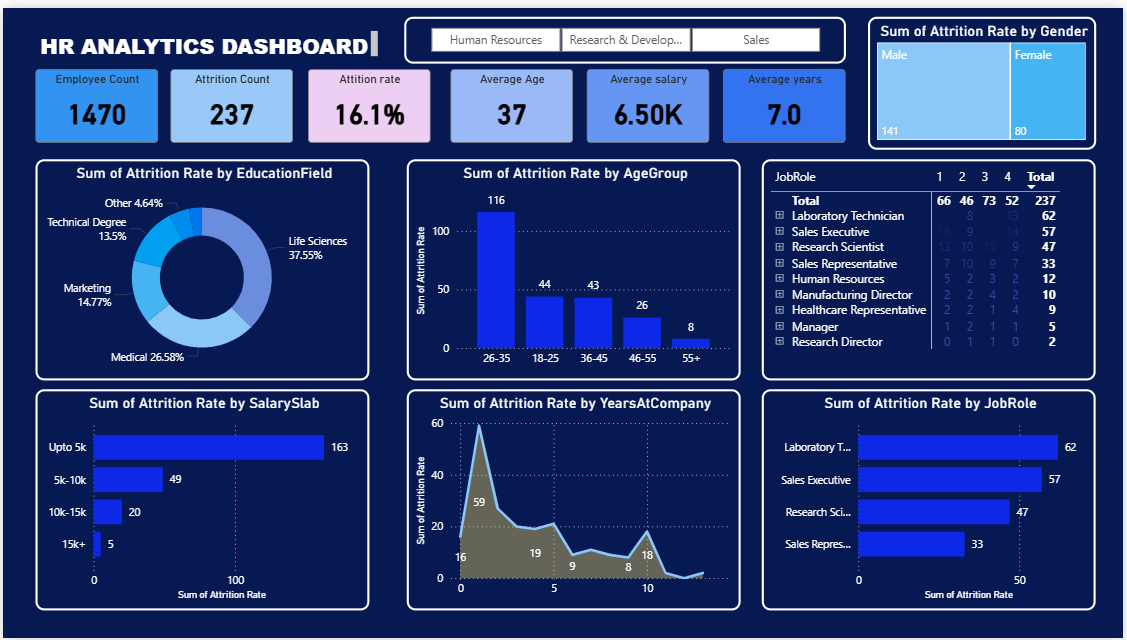 HR ANALYTICS DASHBOARD
Human Resources
Research & Develop...
Sales
Sum of Attrition Rate by Gender
Male
Female
141
80
Employee Count
1470
Attrition Count
237
Attition rate
16.1%
Average Age
37
Average salary
6.50K
Average years
7.0
Sum of Attrition Rate by EducationField
Other 4.64%
Technical Degree
13.5%
Life Sciences
37.55%
Marketing
14.77%
Medical 26.58%
Sum of Attrition Rate by AgeGroup
Sum of Attrition Rate
100
50
0
116
44
43
26
8
26-35 18-25 36-45 46-55 55+
JobRole 1 2 3 4 Total
Total 66 46 73 52 237
Laboratory Technician 8 13 62
Sales Executive 16 9 14 57
Research Scientist 13 10 15 9 47
Sales Representative 7 10 9 7 33
Human Resources 5 2 3 2 12
Manufacturing Director 2 2 4 2 10
Healthcare Representative 2 2 1 4 9
Manager 1 2 1 1 5
Research Director 0 1 1 0 2
Sum of Attrition Rate by SalarySlab
Upto 5k 163
5k-10k 49
10k-15k 20
15k+ 5
0 100
Sum of Attrition Rate
Sum of Attrition Rate by YearsAtCompany
Sum of Attrition Rate
60
40
20
0
16
59
19
9
8
18
0 5 10
Sum of Attrition Rate by JobRole
Laboratory T... 62
Sales Executive 57
Research Sci... 47
Sales Repres... 33
0 50
Sum of Attrition Rate